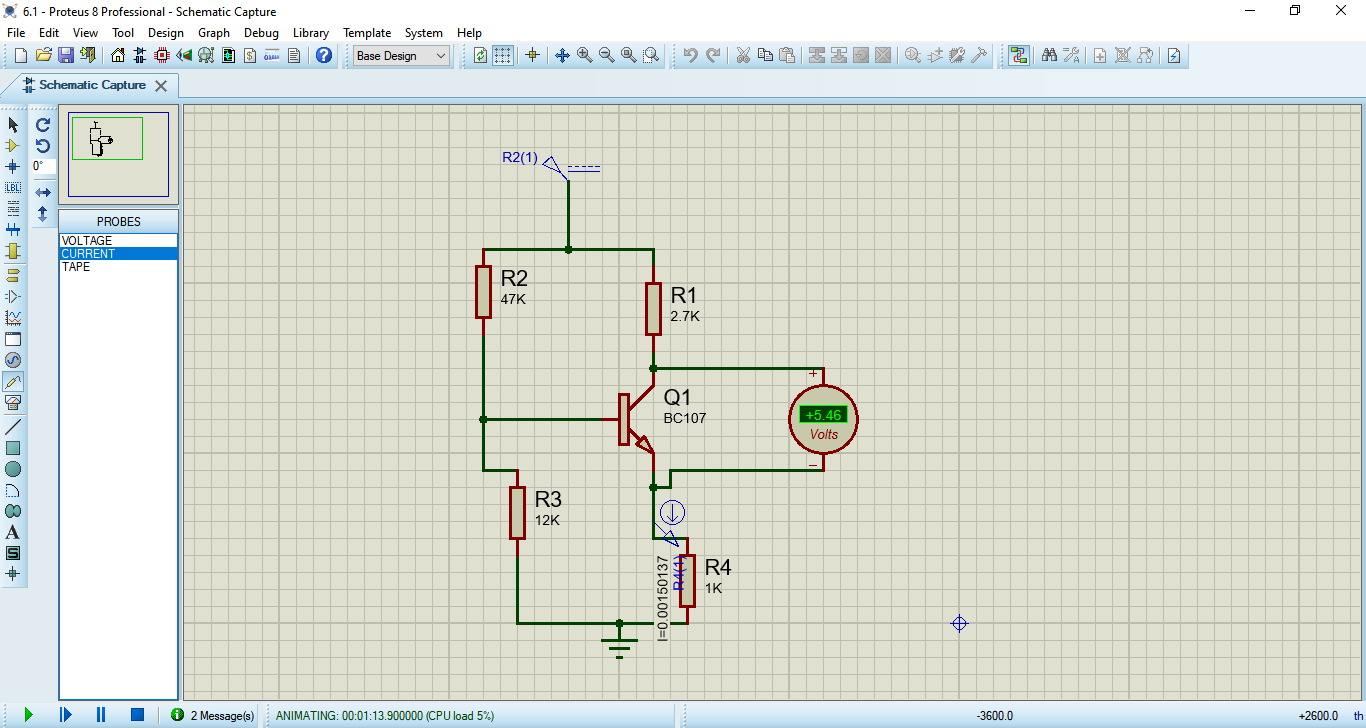 6.1 - Proteus 8 Professional - Schematic Capture
File Edit View Tool Design Graph Debug Library Template System Help
Base Design
Schematic Capture
0°
LBL
A
S
PROBES
VOLTAGE
CURRENT
TAPE
R2(1)
R2
47K
R1
2.7K
Q1
BC107
+
+5.46
Volts
−
R3
12K
R4(1)
I=0.00150137
R4
1K
2 Message(s)
ANIMATING: 00:01:13.900000 (CPU load 5%)
-3600.0
+2600.0
th